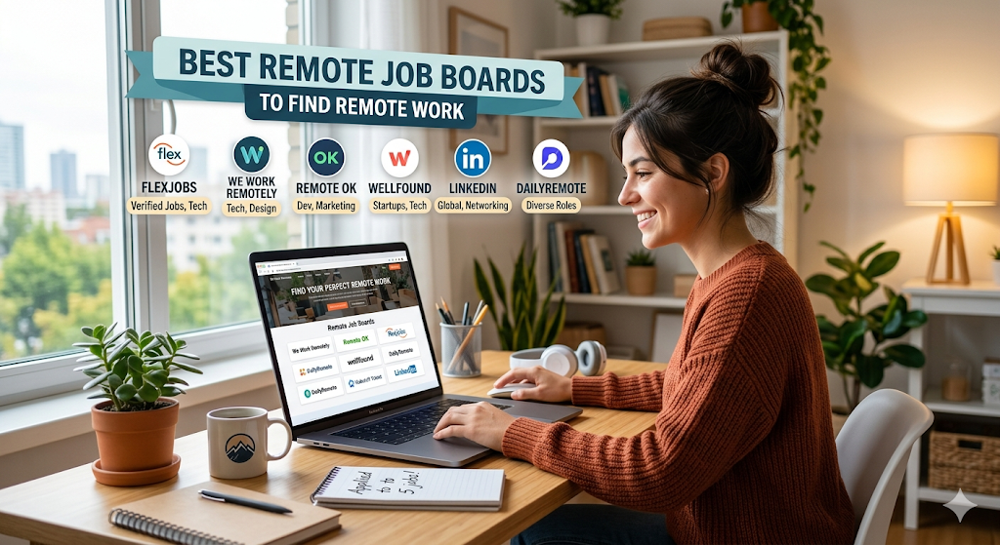 BEST REMOTE JOB BOARDS
TO FIND REMOTE WORK
flex
W
OK
W
in
FLEXJOBS
WE WORK
REMOTELY
REMOTE OK
WELLFOUND
LINKEDIN
DAILYREMOTE
Verified Jobs, Tech
Tech, Design
Dev, Marketing
Startups, Tech
Global, Networking
Diverse Roles
FIND YOUR PERFECT REMOTE WORK
Remote Job Boards
We Work Remotely
Remote OK
flexjobs
DailyRemote
wellfound
DailyRemote
DailyRemote
LinkedIn
Applied
to to
5 jobs!